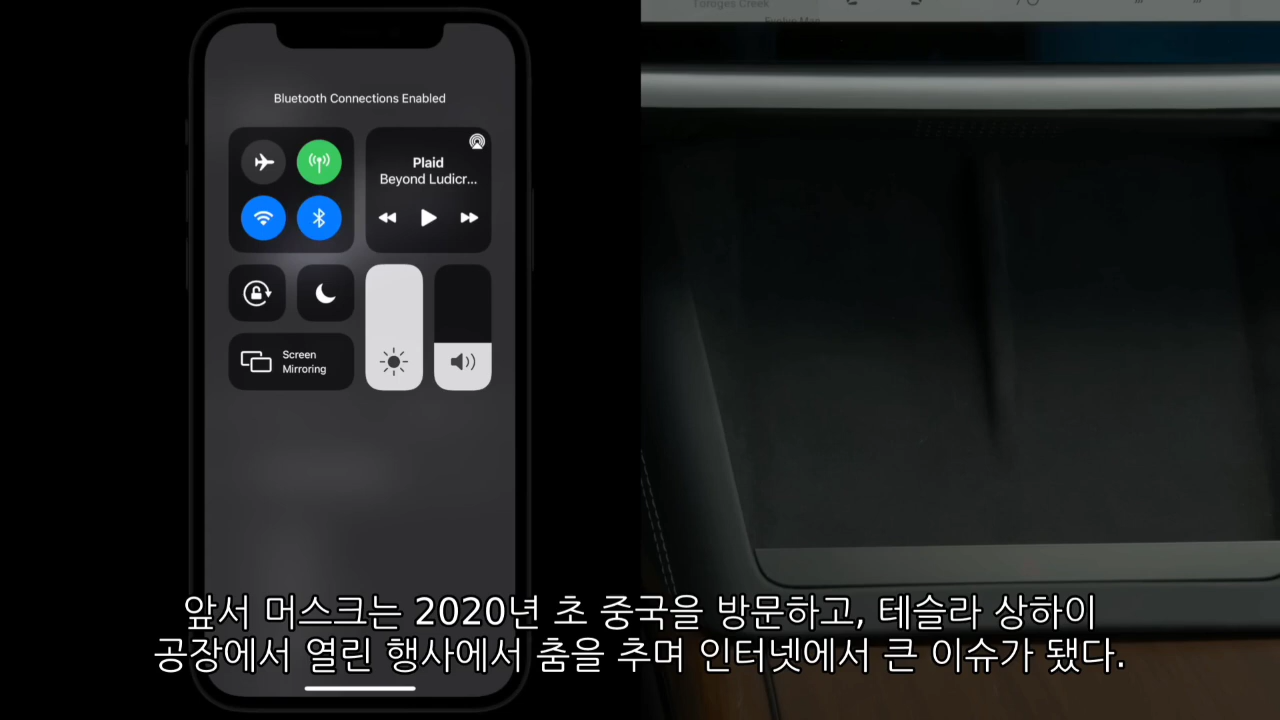 Bluetooth Connections Enabled
Plaid
Beyond Ludicr...
Screen
Mirroring
앞서 머스크는 2020년 초 중국을 방문하고, 테슬라 상하이
공장에서 열린 행사에서 춤을 추며 인터넷에서 큰 이슈가 됐다.